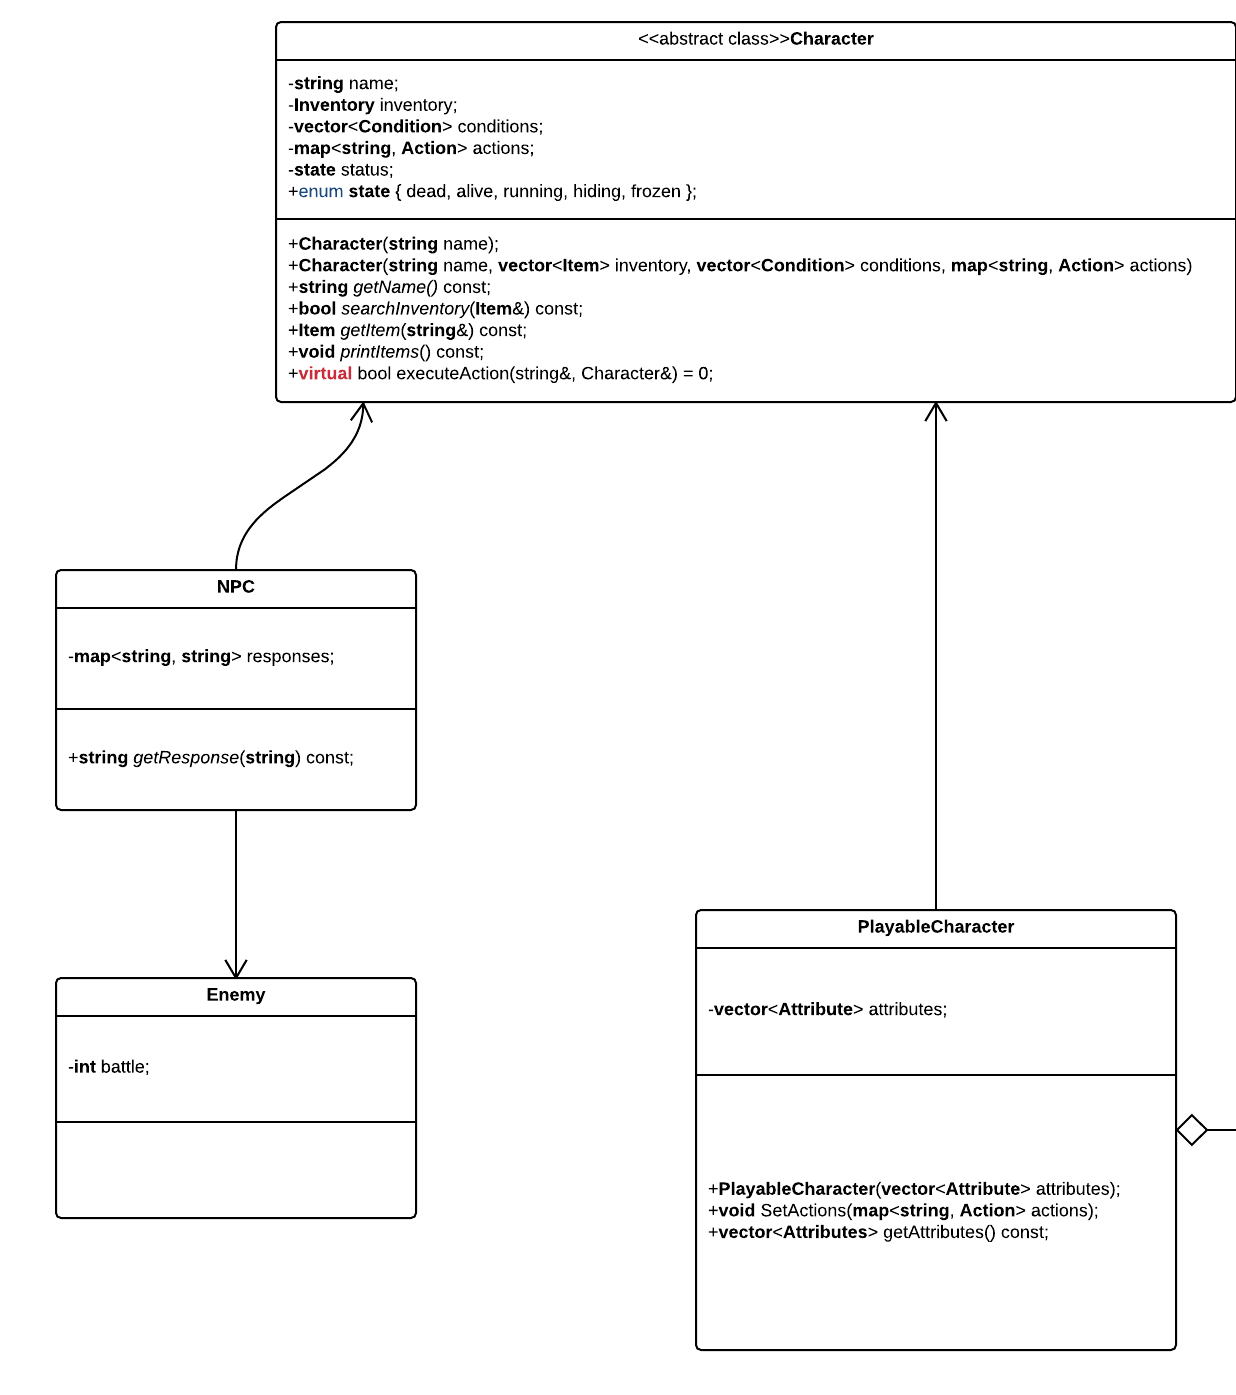 <<abstract class>>Character
-string name;
-Inventory inventory;
-vector<Condition> conditions;
-map<string, Action> actions;
-state status;
+enum state { dead, alive, running, hiding, frozen };
+Character(string name);
+Character(string name, vector<Item> inventory, vector<Condition> conditions, map<string, Action> actions)
+string getName() const;
+bool searchInventory(Item&) const;
+Item getItem(string&) const;
+void printItems() const;
+virtual bool executeAction(string&, Character&) = 0;
NPC
-map<string, string> responses;
+string getResponse(string) const;
Enemy
-int battle;
PlayableCharacter
-vector<Attribute> attributes;
+PlayableCharacter(vector<Attribute> attributes);
+void SetActions(map<string, Action> actions);
+vector<Attributes> getAttributes() const;